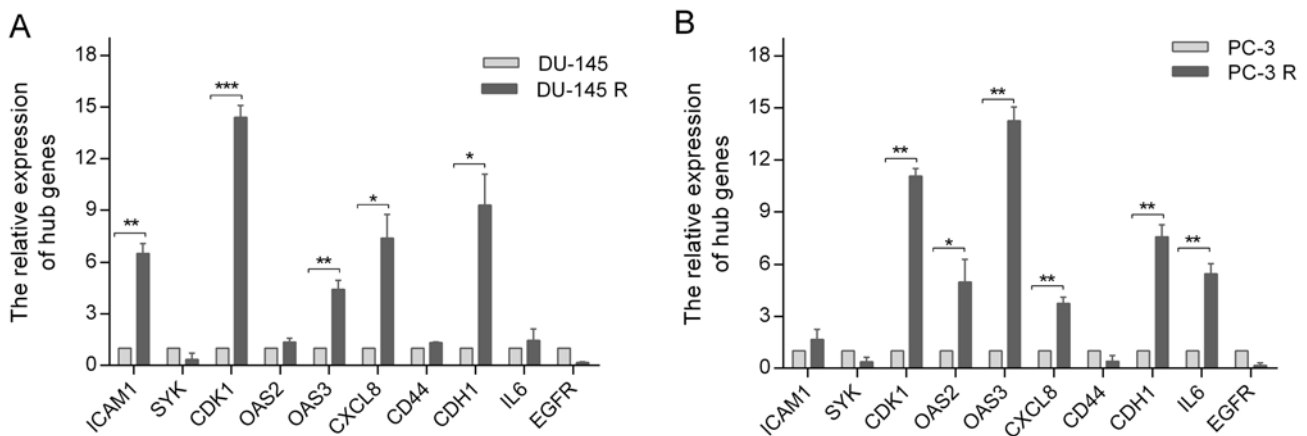 A
The relative expression
of hub genes
18
15
12
9
6
3
0
DU-145
DU-145 R
**
***
**
*
*
ICAM1
SYK
CDK1
OAS2
OAS3
CXCL8
CD44
CDH1
IL6
EGFR
B
The relative expression
of hub genes
18
15
12
9
6
3
0
PC-3
PC-3 R
**
*
**
**
**
**
ICAM1
SYK
CDK1
OAS2
OAS3
CXCL8
CD44
CDH1
IL6
EGFR